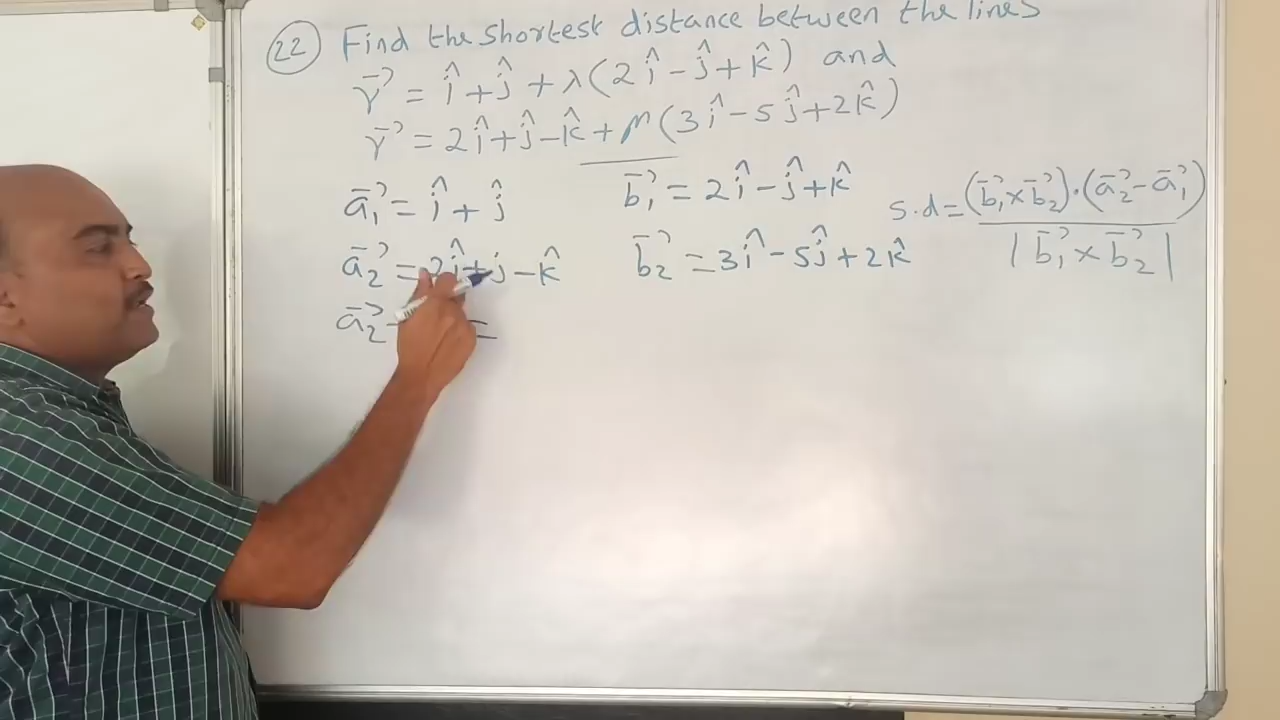 22 Find the shortest distance between the lines
r⃗ = î + ĵ + λ(2î - ĵ + k̂) and
r⃗ = 2î + ĵ - k̂ + μ(3î - 5ĵ + 2k̂)
a⃗₁ = î + ĵ b⃗₁ = 2î - ĵ + k̂
s.d = (b⃗₁ × b⃗₂)·(a⃗₂ - a⃗₁) / |b⃗₁ × b⃗₂|
a⃗₂ = 2î + j - k̂ b⃗₂ = 3î - 5ĵ + 2k̂
a⃗₂ - =